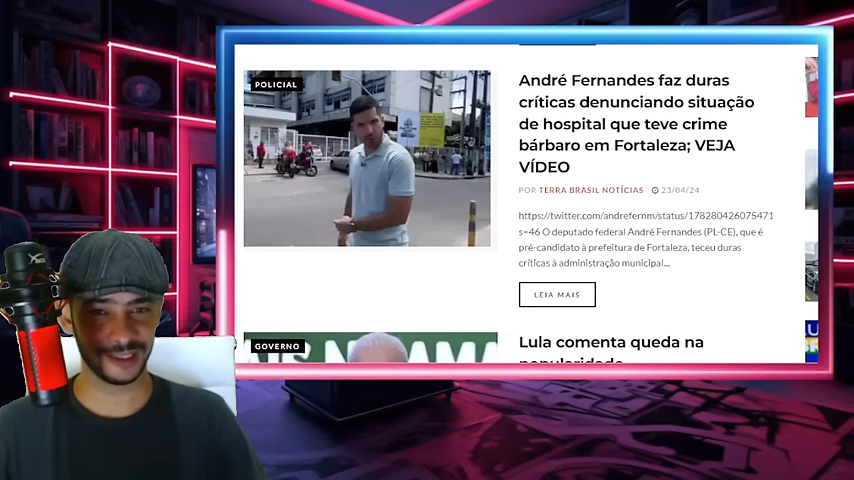 POLICIAL
André Fernandes faz duras
críticas denunciando situação
de hospital que teve crime
bárbaro em Fortaleza; VEJA
VÍDEO
POR TERRA BRASIL NOTÍCIAS 23/04/24
https://twitter.com/andrefernm/status/178280426075471
s=46 O deputado federal André Fernandes (PL-CE), que é
pré-candidato à prefeitura de Fortaleza, teceu duras
críticas à administração municipal...
LEIA MAIS
GOVERNO
Lula comenta queda na
popularidade